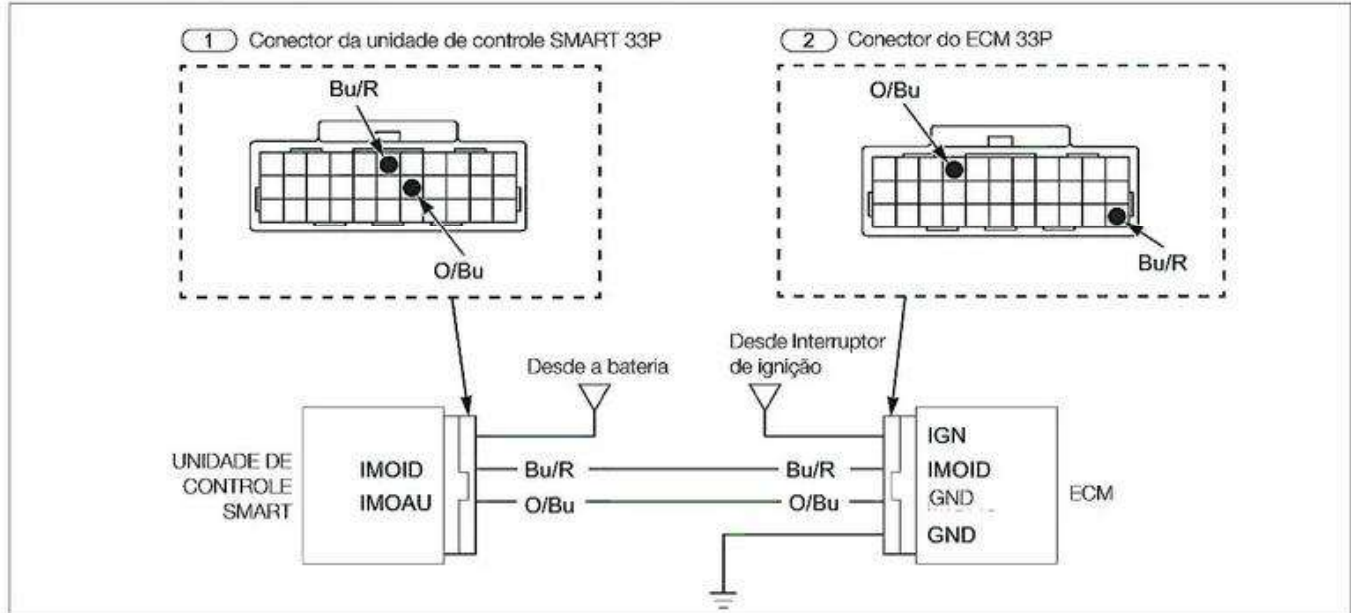 1 Conector da unidade de controle SMART 33P
2 Conector do ECM 33P
Bu/R
O/Bu
O/Bu
Bu/R
Desde a bateria
Desde Interruptor
de ignição
UNIDADE DE
CONTROLE
SMART
IMOID
IMOAU
Bu/R
O/Bu
Bu/R
O/Bu
IGN
IMOID
GND
GND
ECM